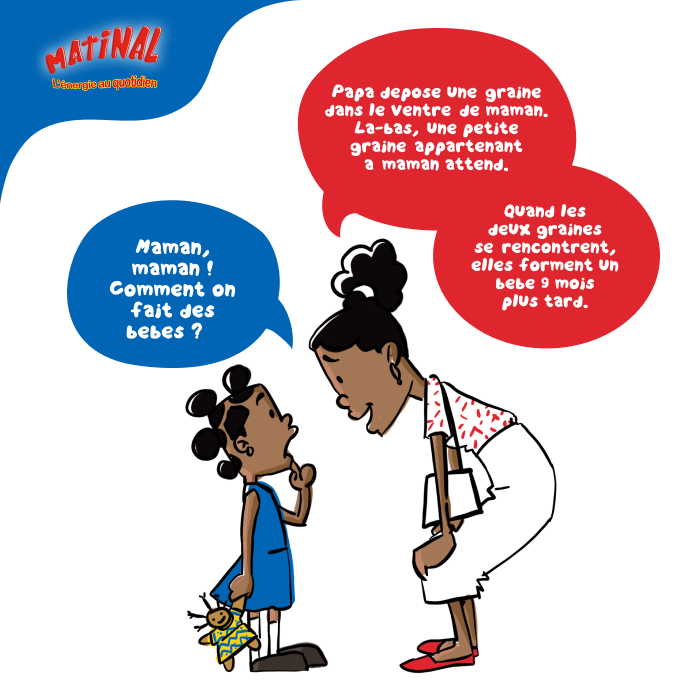 MATINAL
L'énergie au quotidien
Maman,
maman !
Comment on
fait des
bebes ?
Papa depose une graine
dans le ventre de maman.
La-bas, une petite
graine appartenant
a maman attend.
Quand les
deux graines
se rencontrent,
elles forment un
bebe 9 mois
plus tard.